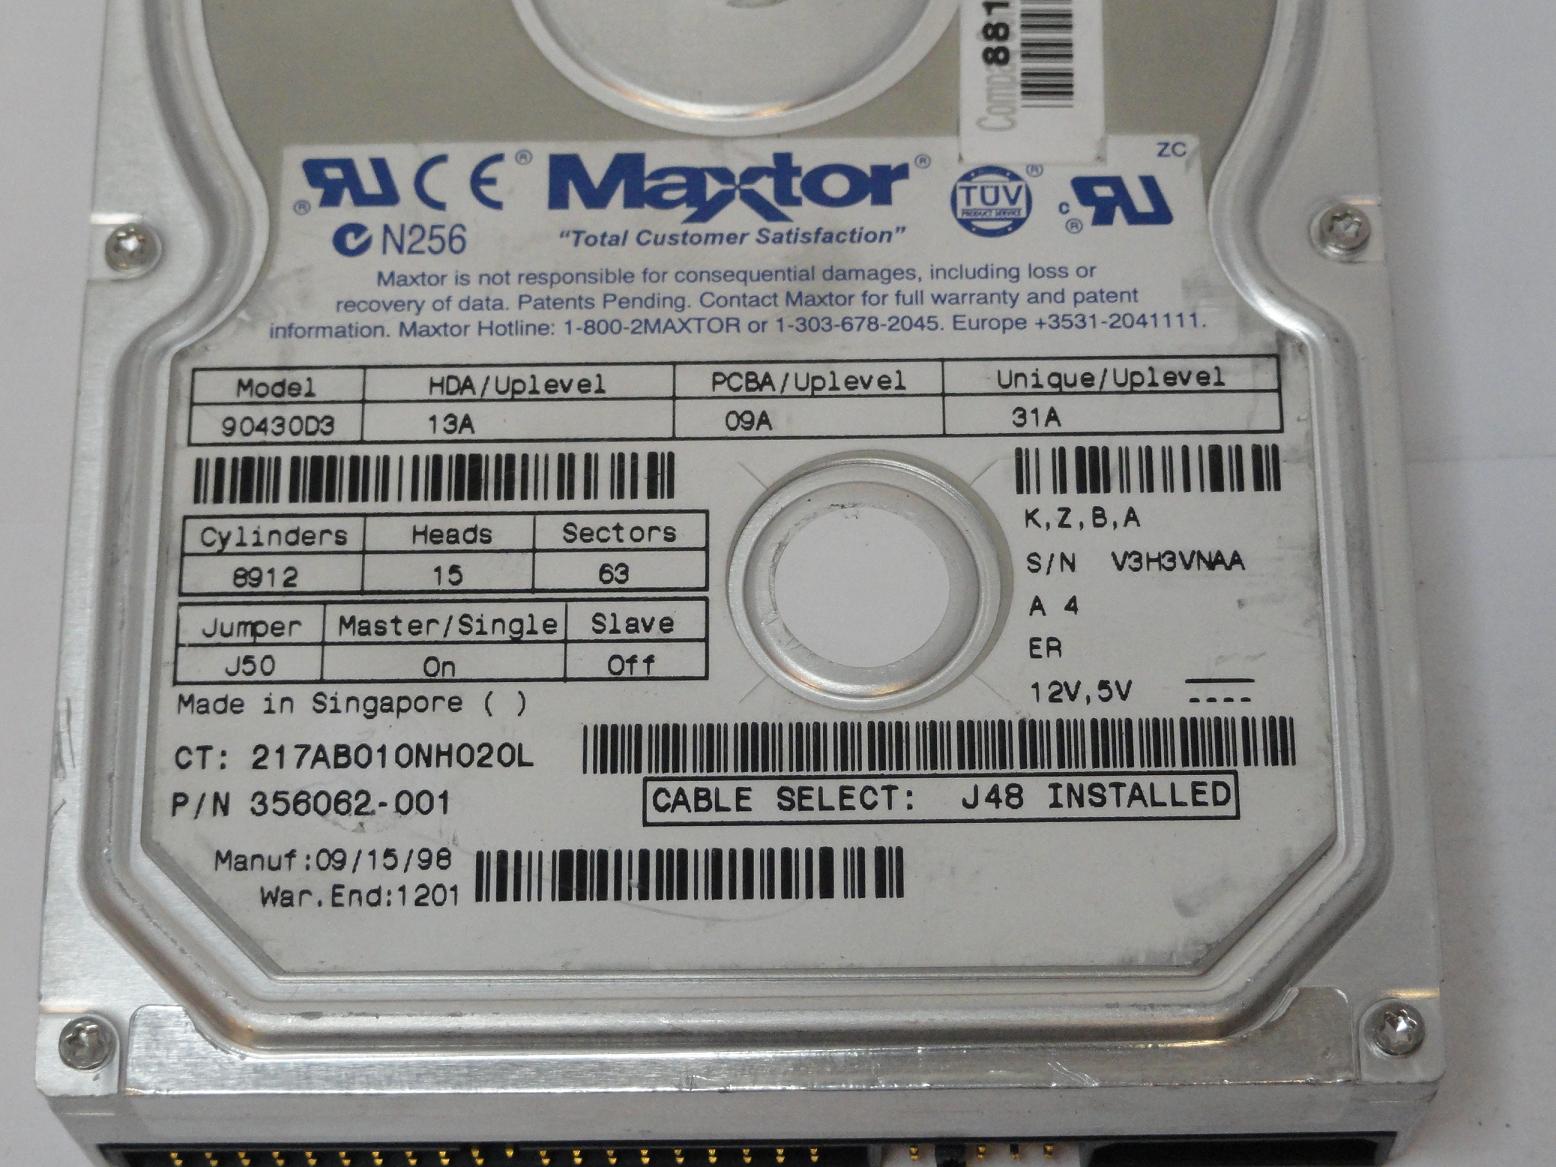 Comp 881
ZC
CE Maxtor TÜV PRODUCT SERVICE c
N256 "Total Customer Satisfaction"
Maxtor is not responsible for consequential damages, including loss or
recovery of data. Patents Pending. Contact Maxtor for full warranty and patent
information. Maxtor Hotline: 1-800-2MAXTOR or 1-303-678-2045. Europe +3531-2041111.
Model HDA/Uplevel PCBA/Uplevel Unique/Uplevel
90430D3 13A 09A 31A
K,Z,B,A
Cylinders Heads Sectors
8912 15 63
S/N V3H3VNAA
A 4
Jumper Master/Single Slave
J50 On Off
ER
12V,5V
Made in Singapore ( )
CT: 217AB010NH020L
P/N 356062-001
CABLE SELECT: J48 INSTALLED
Manuf:09/15/98
War.End:1201